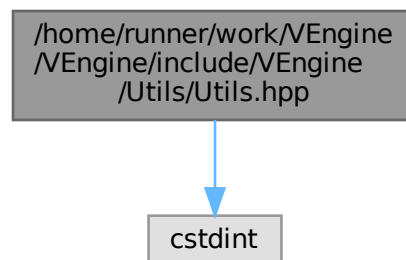 /home/runner/work/VEngine
/VEngine/include/VEngine
/Utils/Utils.hpp
cstdint